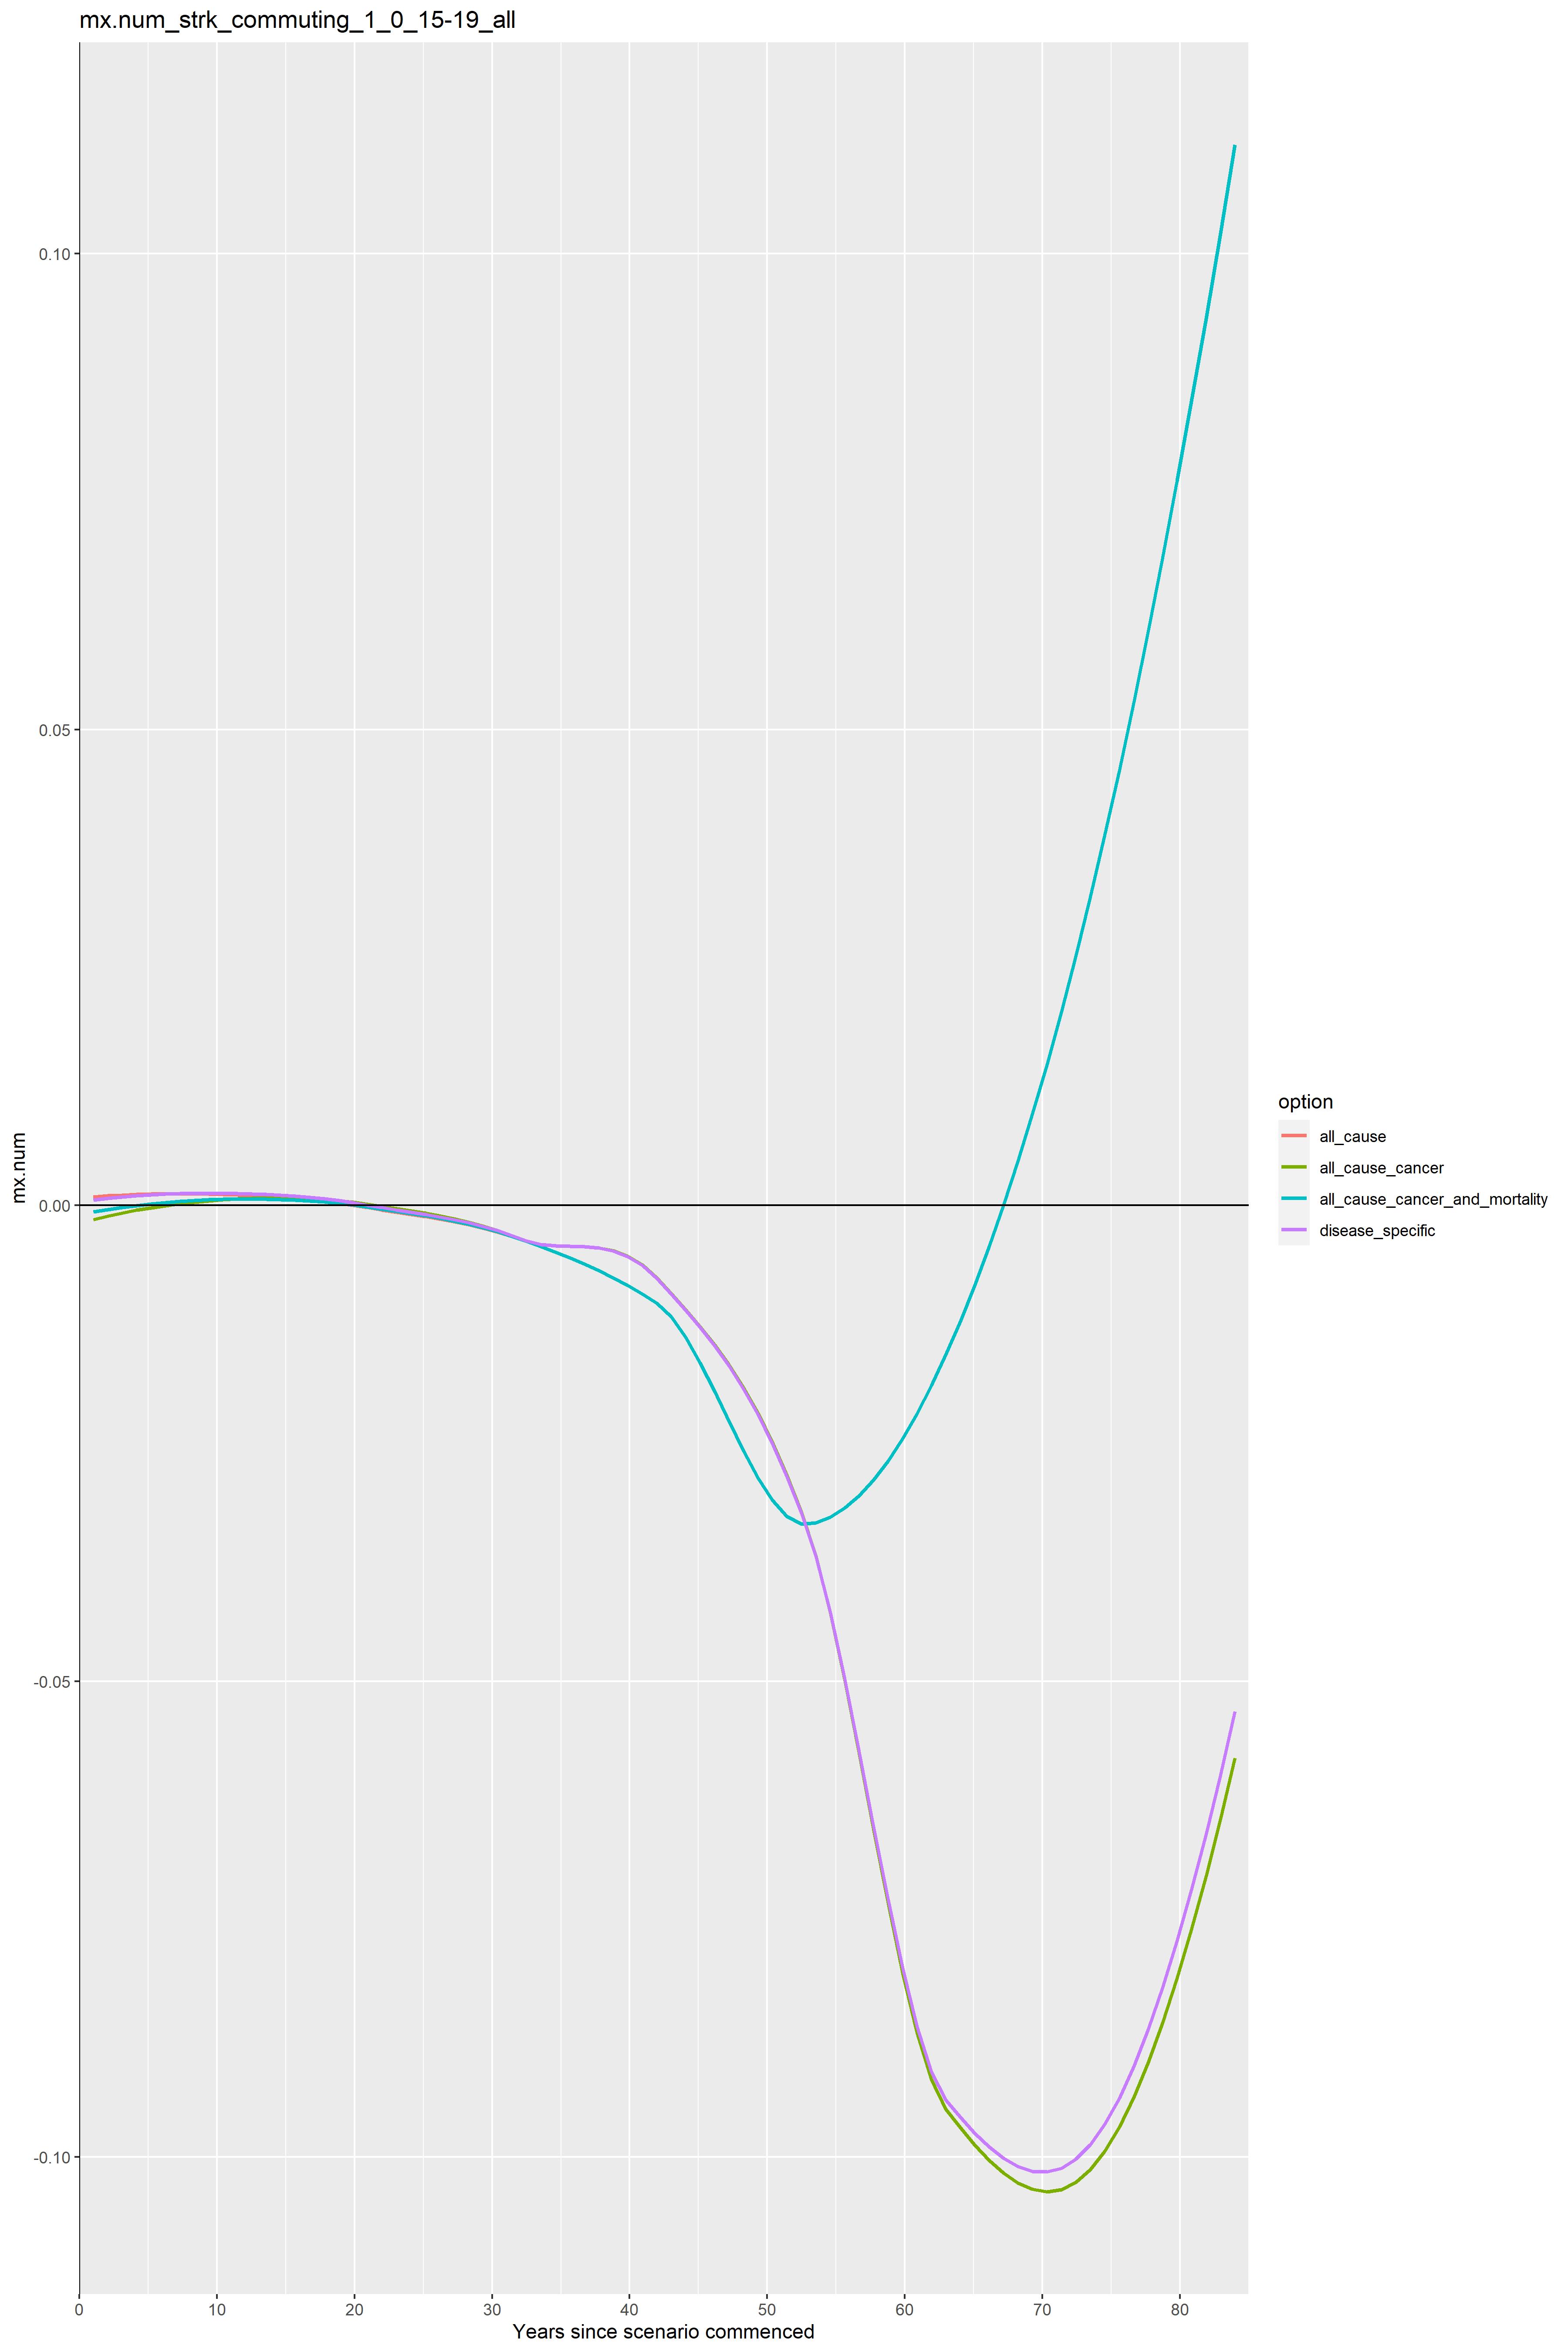 mx.num_strk_commuting_1_0_15-19_all
mx.num
0.10
0.05
0.00
-0.05
-0.10
0 10 20 30 40 50 60 70 80
Years since scenario commenced
option
all_cause
all_cause_cancer
all_cause_cancer_and_mortality
disease_specific